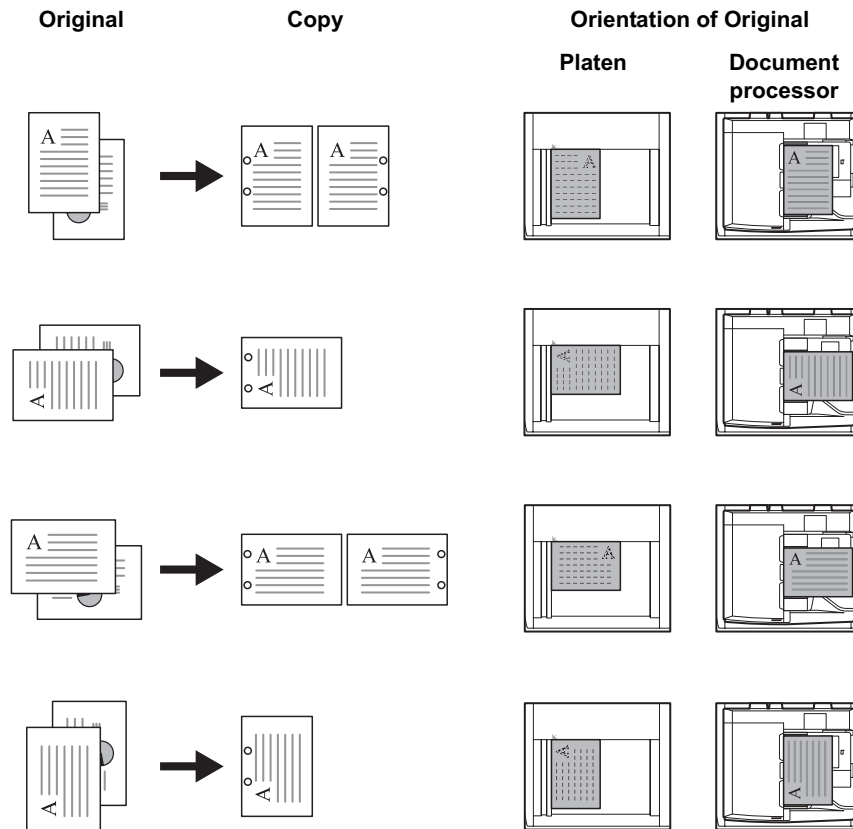 Original Copy Orientation of Original
Platen Document
processor
A A A A A
A A A A
A A A A A
A A A A